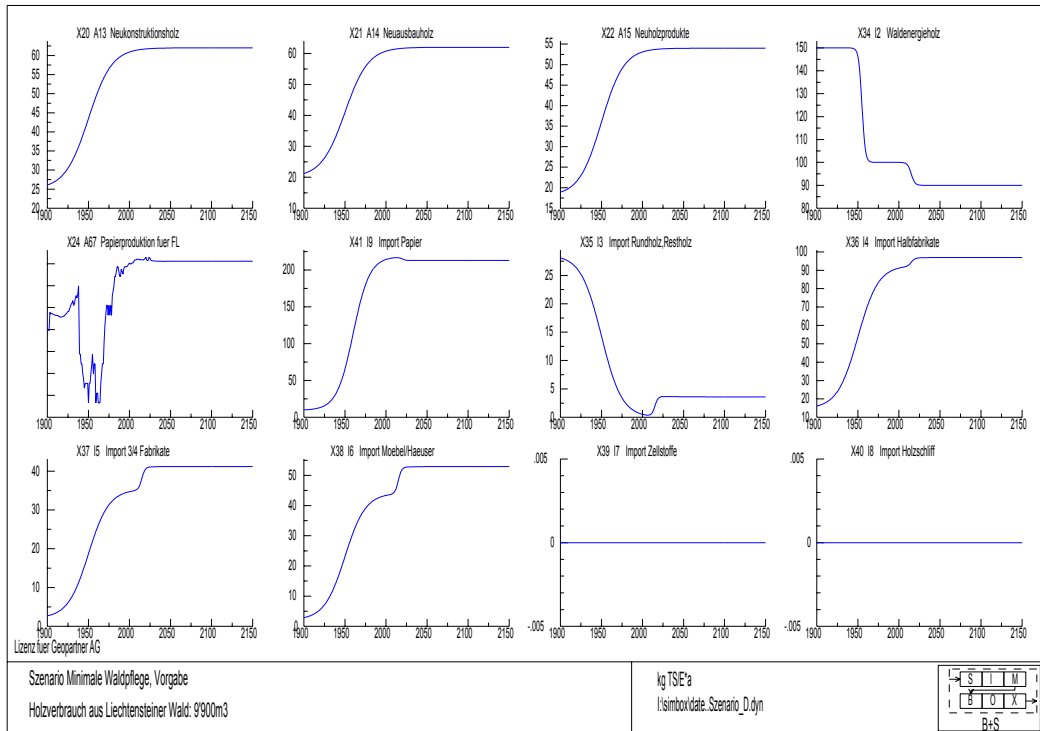 X20 A13 Neukonstruktionsholz
X21 A14 Neuausbauholz
X22 A15 Neuholzprodukte
X34 I2 Waldenergieholz
60
55
50
45
40
35
30
25
20
1900 1950 2000 2050 2100 2150
60
50
40
30
20
10
1900 1950 2000 2050 2100 2150
55
50
45
40
35
30
25
20
15
1900 1950 2000 2050 2100 2150
150
140
130
120
110
100
90
80
1900 1950 2000 2050 2100 2150
X24 A67 Papierproduktion fuer FL
X41 I9 Import Papier
X35 I3 Import Rundholz,Restholz
X36 I4 Import Halbfabrikate
1900 1950 2000 2050 2100 2150
200
150
100
50
0
1900 1950 2000 2050 2100 2150
25
20
15
10
5
0
1900 1950 2000 2050 2100 2150
100
90
80
70
60
50
40
30
20
10
1900 1950 2000 2050 2100 2150
X37 I5 Import 3/4 Fabrikate
X38 I6 Import Moebel/Haeuser
X39 I7 Import Zellstoffe
X40 I8 Import Holzschliff
40
30
20
10
0
1900 1950 2000 2050 2100 2150
50
40
30
20
10
0
1900 1950 2000 2050 2100 2150
.005
0
-.005
1900 1950 2000 2050 2100 2150
.005
0
-.005
1900 1950 2000 2050 2100 2150
Lizenz fuer Geopartner AG
Szenario Minimale Waldpflege, Vorgabe
Holzverbrauch aus Liechtensteiner Wald: 9'900m3
kg TS/E*a
I:\simbox\date..Szenario_D.dyn
S I M
B O X
B+S